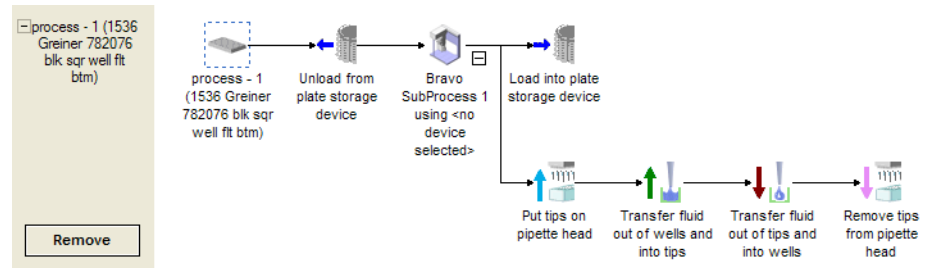 process - 1 (1536
Greiner 782076
blk sqr well flt
btm)
Remove
process - 1
(1536 Greiner
782076 blk sqr
well flt btm)
Unload from
plate storage
device
Bravo
SubProcess 1
using <no
device
selected>
Load into plate
storage device
Put tips on
pipette head
Transfer fluid
out of wells and
into tips
Transfer fluid
out of tips and
into wells
Remove tips
from pipette
head